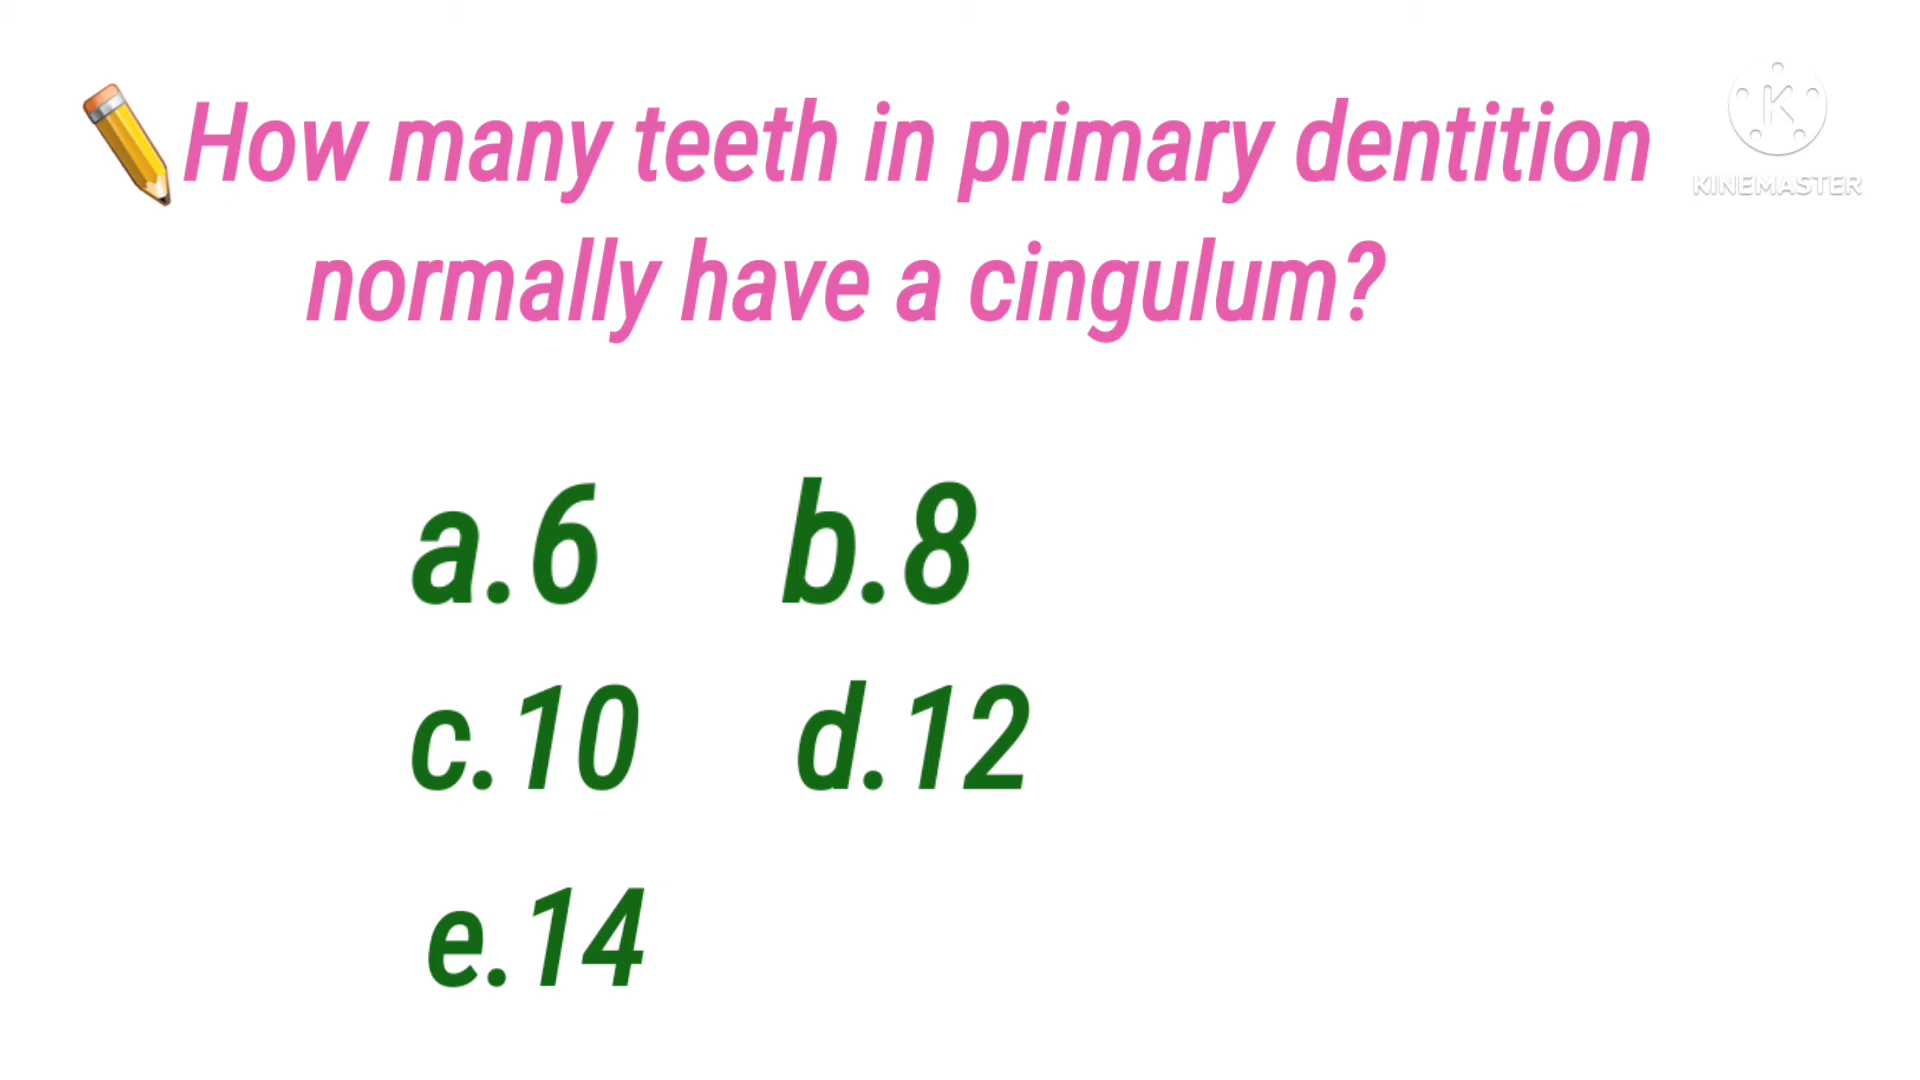 How many teeth in primary dentition
normally have a cingulum?
K
KINEMASTER
a.6 b.8
c.10 d.12
e.14